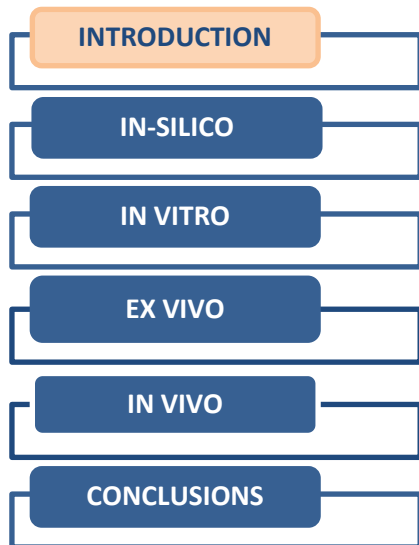 INTRODUCTION
IN-SILICO
IN VITRO
EX VIVO
IN VIVO
CONCLUSIONS